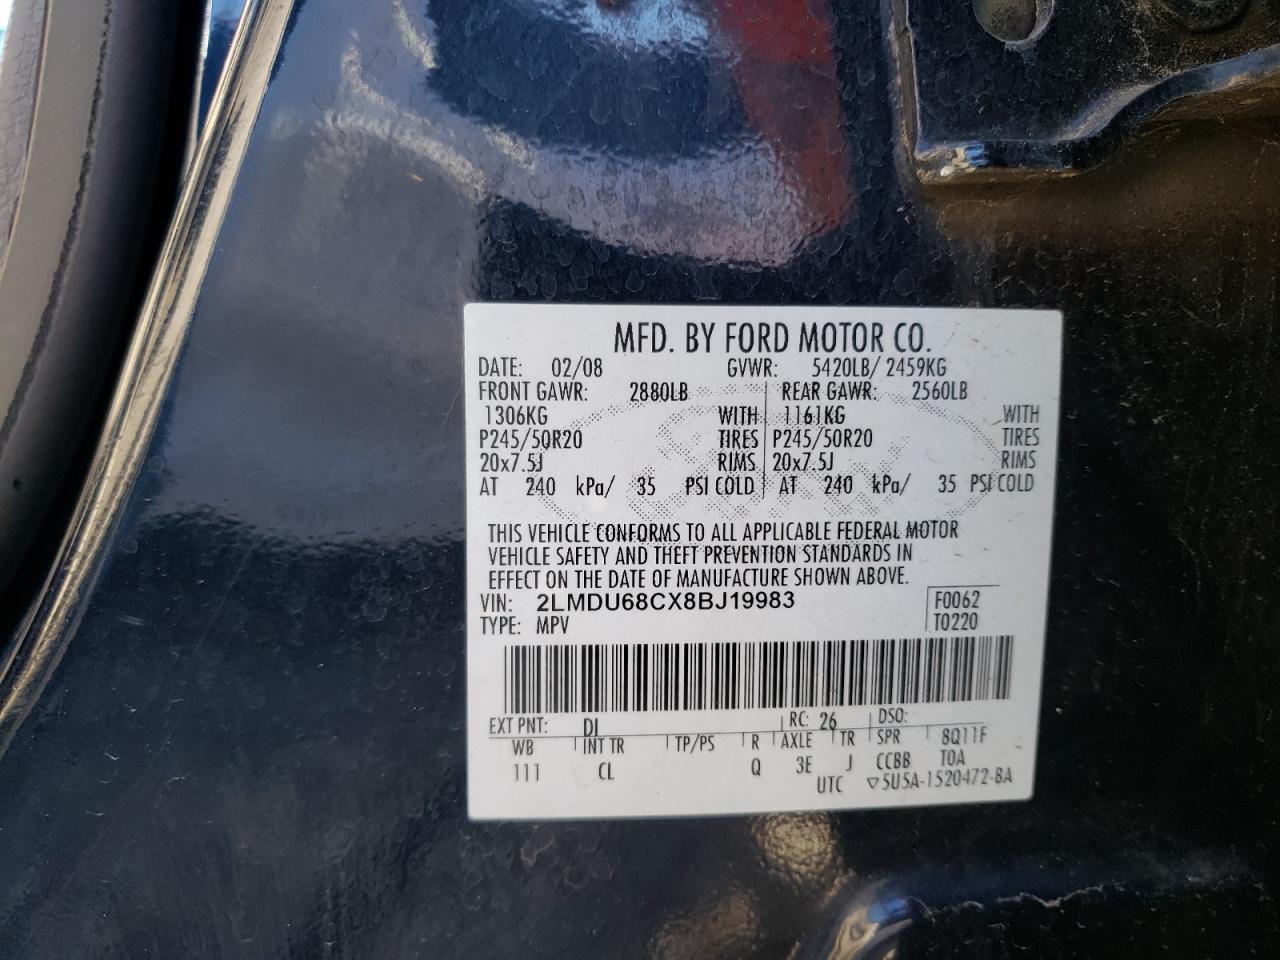 MFD. BY FORD MOTOR CO.
DATE: 02/08 GVWR: 5420LB/ 2459KG
FRONT GAWR: 2880LB REAR GAWR: 2560LB
1306KG WITH 1161KG WITH
P245/50R20 TIRES P245/50R20 TIRES
20x7.5J RIMS 20x7.5J RIMS
AT 240 kPa/ 35 PSI COLD AT 240 kPa/ 35 PSI COLD
THIS VEHICLE CONFORMS TO ALL APPLICABLE FEDERAL MOTOR
VEHICLE SAFETY AND THEFT PREVENTION STANDARDS IN
EFFECT ON THE DATE OF MANUFACTURE SHOWN ABOVE.
VIN: 2LMDU68CX8BJ19983 F0062
TYPE: MPV T0220
EXT PNT: DI RC: 26 DSO:
WB INT TR TP/PS R AXLE TR SPR 8Q11F
111 CL Q 3E J CCBB TOA
UTC ▽5U5A-1520472-BA